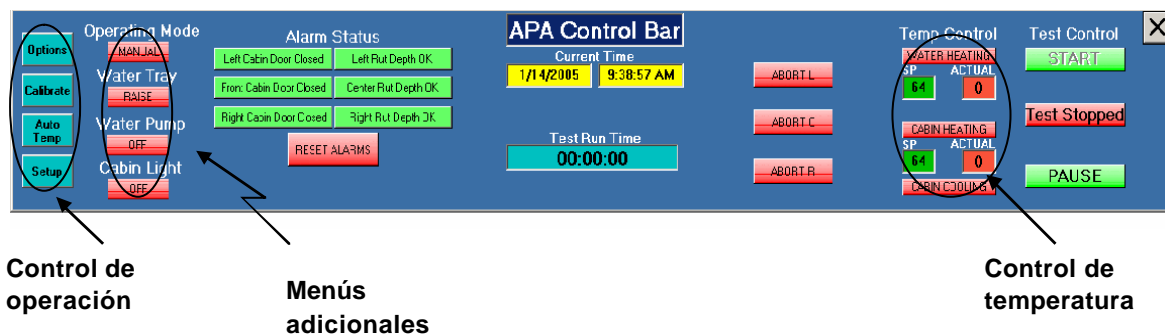 Options
Calibrate
Auto
Temp
Setup
Operating Mode
MANUAL
Water Tray
RAISE
Water Pump
OFF
Cabin Light
OFF
Alarm Status
Left Cabin Door Closed
Left Rut Depth OK
Front Cabin Door Closed
Center Rut Depth OK
Right Cabin Door Closed
Right Rut Depth OK
RESET ALARMS
APA Control Bar
Current Time
1/14/2005 9:38:57 AM
Test Run Time
00:00:00
ABORT L
ABORT C
ABORT R
Temp Control
WATER HEATING
SP ACTUAL
64 0
CABIN HEATING
SP ACTUAL
64 0
CABIN COOLING
Test Control
START
Test Stopped
PAUSE
X
Control de
operación
Menús
adicionales
Control de
temperatura